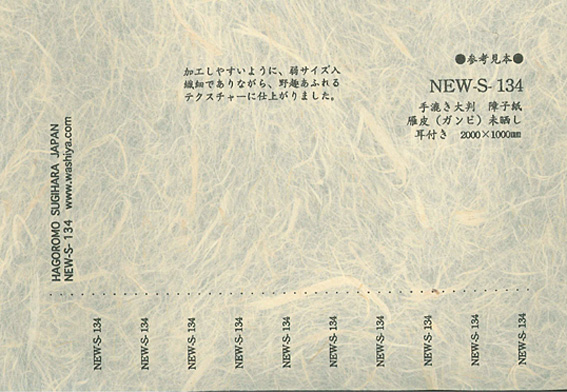 ●参考見本●
NEW-S-134
手漉き大判 障子紙
雁皮（ガンピ）未晒し
耳付き 2000×1000㎜
加工しやすいように、弱サイズ入
繊細でありながら、野趣あふれる
テクスチャーに仕上がりました。
HAGOROMO SUGIHARA JAPAN
NEW-S-134 www.washiya.com
NEW-S-134
NEW-S-134
NEW-S-134
NEW-S-134
NEW-S-134
NEW-S-134
NEW-S-134
NEW-S-134
NEW-S-134
NEW-S-134